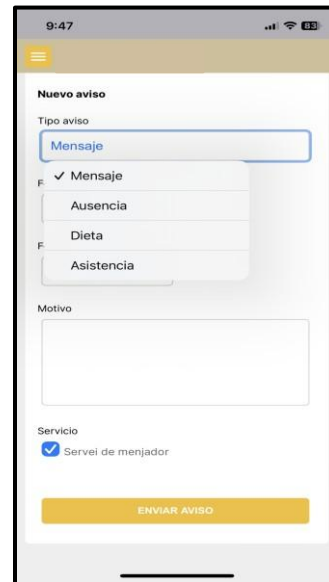 9:47
83
Nuevo aviso
Tipo aviso
Mensaje
✓ Mensaje
F
Ausencia
Dieta
F
Asistencia
Motivo
Servicio
Servei de menjador
ENVIAR AVISO